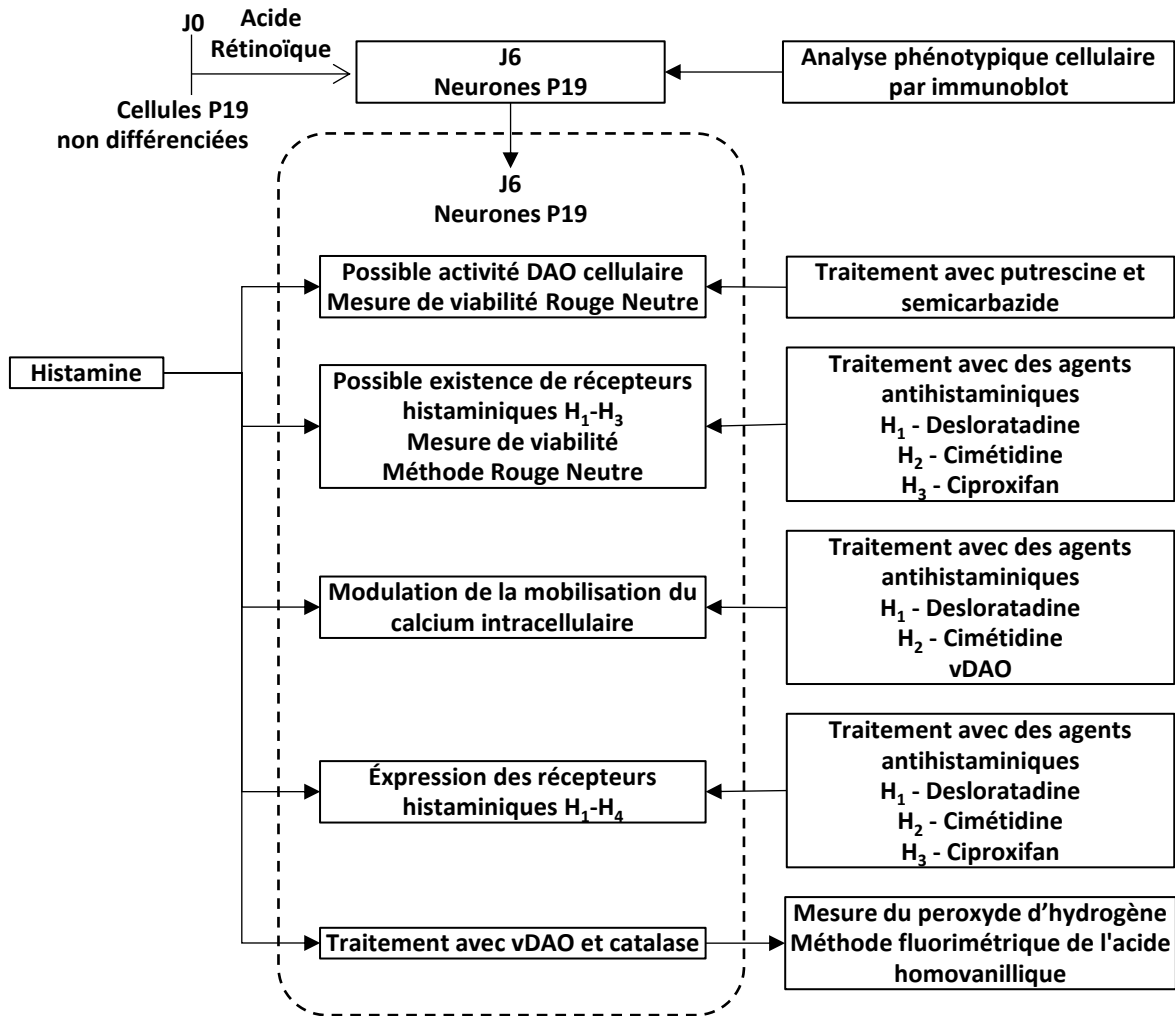 J0
Acide
Rétinoïque
Cellules P19
non différenciées
J6
Neurones P19
Analyse phénotypique cellulaire
par immunoblot
J6
Neurones P19
Histamine
Possible activité DAO cellulaire
Mesure de viabilité Rouge Neutre
Traitement avec putrescine et
semicarbazide
Possible existence de récepteurs
histaminiques H₁-H₃
Mesure de viabilité
Méthode Rouge Neutre
Traitement avec des agents
antihistaminiques
H₁ - Desloratadine
H₂ - Cimétidine
H₃ - Ciproxifan
Modulation de la mobilisation du
calcium intracellulaire
Traitement avec des agents
antihistaminiques
H₁ - Desloratadine
H₂ - Cimétidine
vDAO
Éxpression des récepteurs
histaminiques H₁-H₄
Traitement avec des agents
antihistaminiques
H₁ - Desloratadine
H₂ - Cimétidine
H₃ - Ciproxifan
Traitement avec vDAO et catalase
Mesure du peroxyde d’hydrogène
Méthode fluorimétrique de l'acide
homovanillique